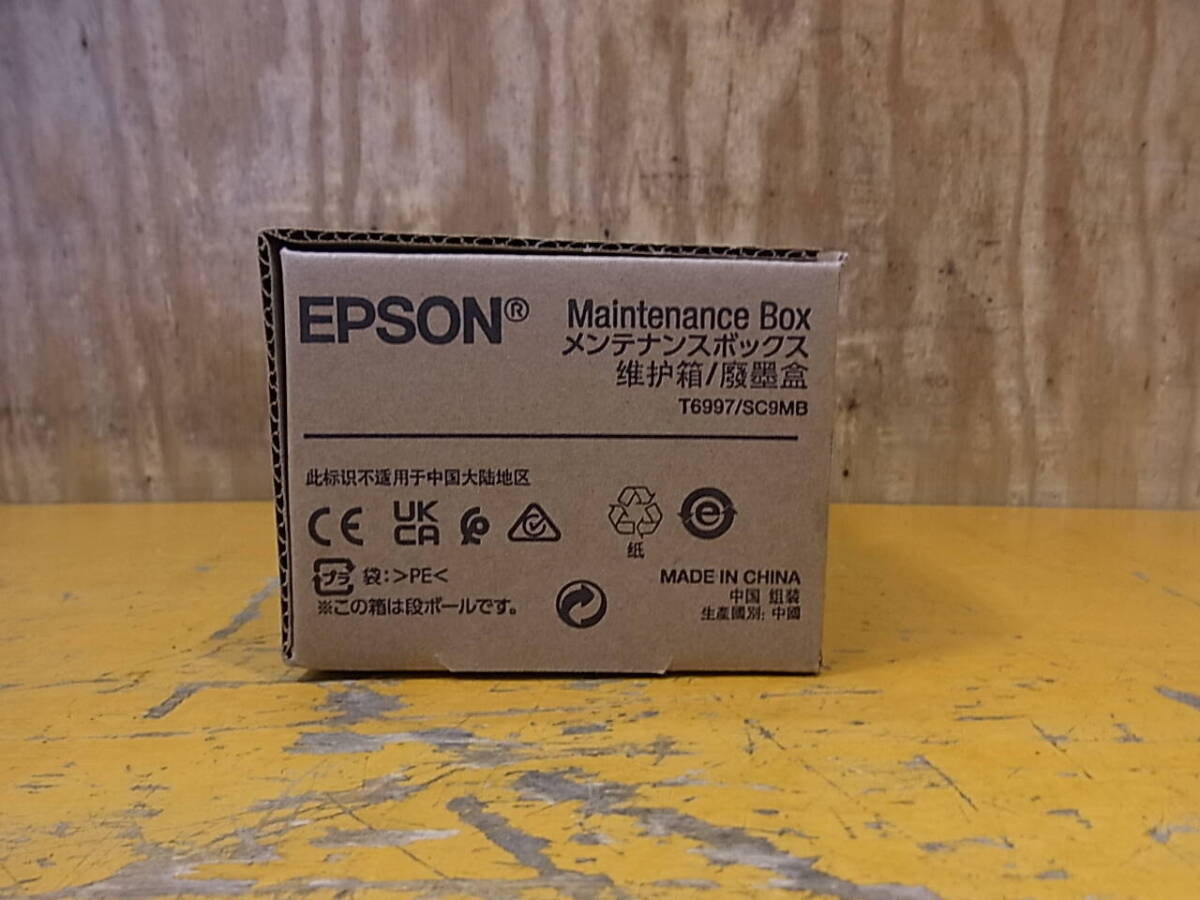 EPSON®
Maintenance Box
メンテナンスボックス
维护箱/廢墨盒
T6997/SC9MB
此标识不适用于中国大陆地区
CE
UK
CA
e
纸
プラ 袋:>PE<
※この箱は段ボールです。
MADE IN CHINA
中国 组装
生產國別: 中國